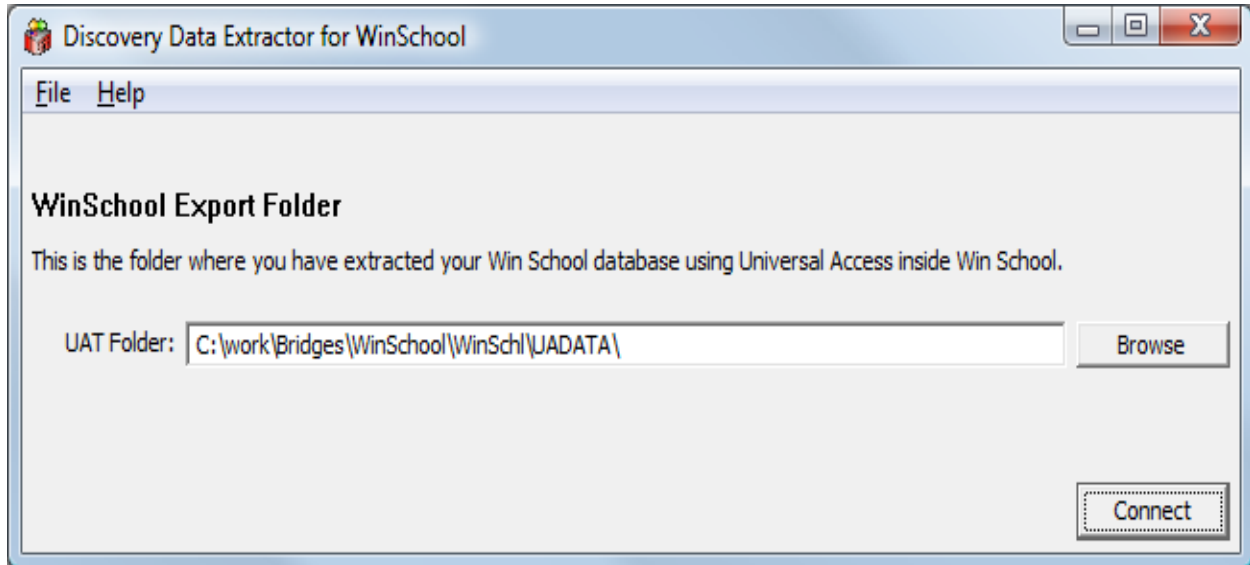 Discovery Data Extractor for WinSchool
File Help
WinSchool Export Folder
This is the folder where you have extracted your Win School database using Universal Access inside Win School.
UAT Folder: C:\work\Bridges\WinSchool\WinSchl\UADATA\ Browse
Connect